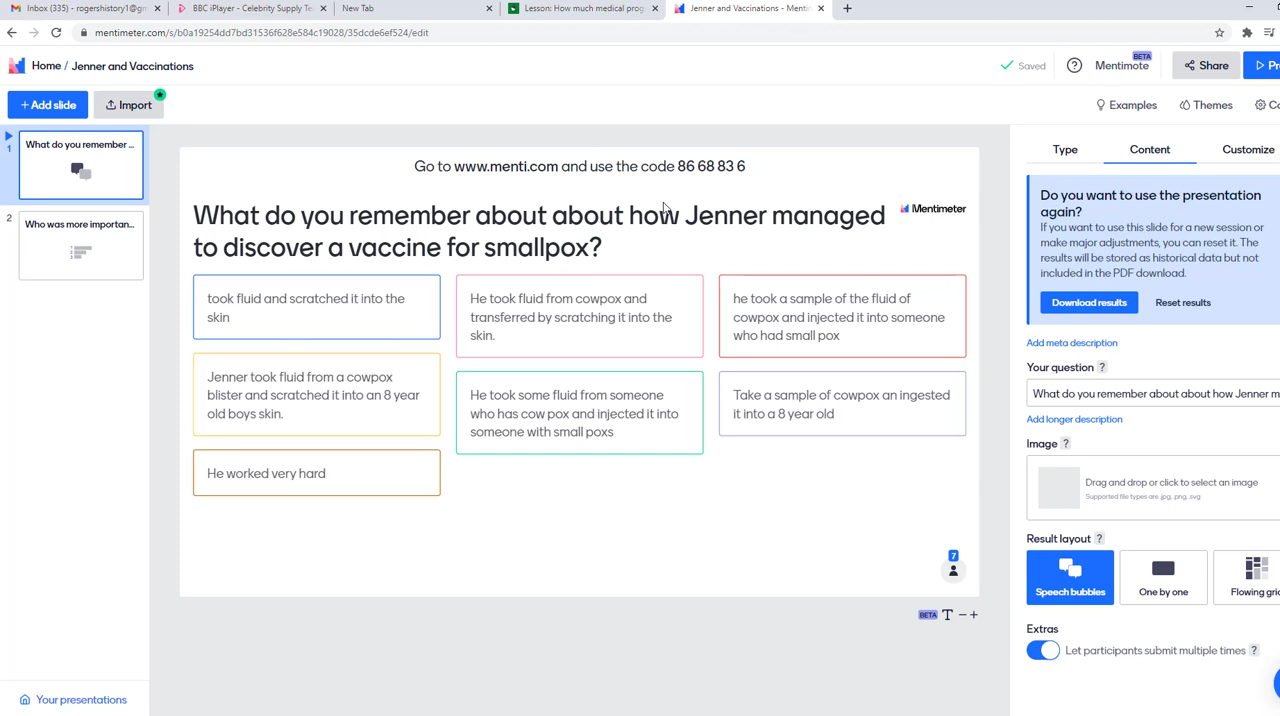 Inbox (335) - rogershistory1@gm
BBC iPlayer - Celebrity Supply Te
New Tab
Lesson: How much medical prog
Jenner and Vaccinations - Menti
mentimeter.com/s/b0a19254dd7bd31536f628e584c19028/35dcde6ef524/edit
Home / Jenner and Vaccinations
Saved
?
Mentimote
BETA
Share
Pr
+ Add slide
Import
Examples
Themes
Co
1
What do you remember ...
2
Who was more importan...
Go to www.menti.com and use the code 86 68 83 6
What do you remember about about how Jenner managed
to discover a vaccine for smallpox?
Mentimeter
took fluid and scratched it into the
skin
Jenner took fluid from a cowpox
blister and scratched it into an 8 year
old boys skin.
He worked very hard
He took fluid from cowpox and
transferred by scratching it into the
skin.
He took some fluid from someone
who has cow pox and injected it into
someone with small poxs
he took a sample of the fluid of
cowpox and injected it into someone
who had small pox
Take a sample of cowpox an ingested
it into a 8 year old
7
BETA T − +
Type
Content
Customize
Do you want to use the presentation
again?
If you want to use this slide for a new session or
make major adjustments, you can reset it. The
results will be stored as historical data but not
included in the PDF download.
Download results
Reset results
Add meta description
Your question ?
What do you remember about about how Jenner m
Add longer description
Image ?
Drag and drop or click to select an image
Supported file types are .jpg, .png, .svg
Result layout ?
Speech bubbles
One by one
Flowing gri
Extras
Let participants submit multiple times ?
Your presentations